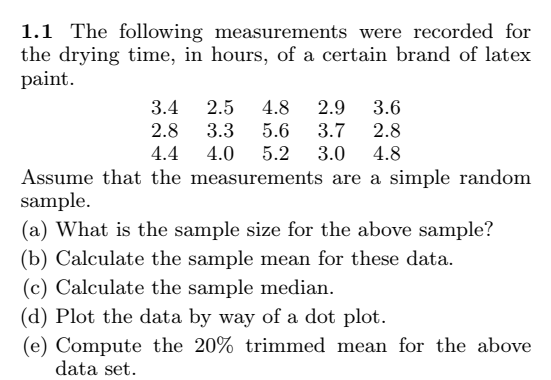 1.1 The following measurements were recorded for
the drying time, in hours, of a certain brand of latex
paint.
3.4 2.5 4.8 2.9 3.6
2.8 3.3 5.6 3.7 2.8
4.4 4.0 5.2 3.0 4.8
Assume that the measurements are a simple random
sample.
(a) What is the sample size for the above sample?
(b) Calculate the sample mean for these data.
(c) Calculate the sample median.
(d) Plot the data by way of a dot plot.
(e) Compute the 20% trimmed mean for the above
data set.